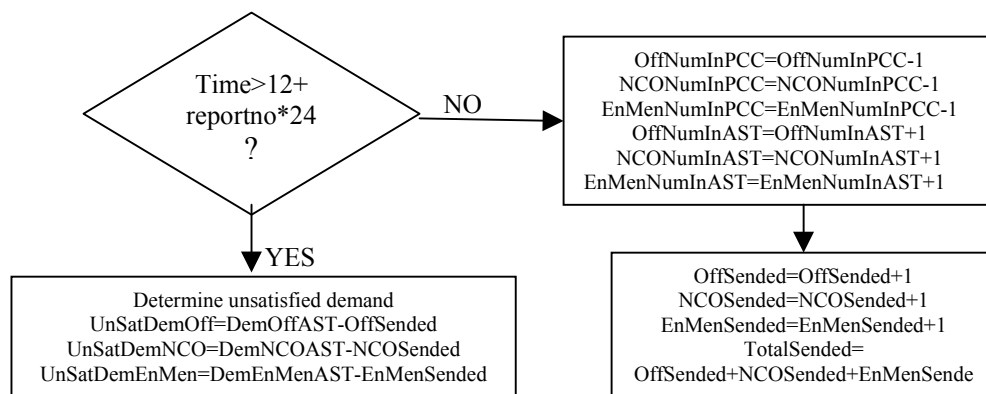 Time>12+
reportno*24
?
NO
YES
OffNumInPCC=OffNumInPCC-1
NCONumInPCC=NCONumInPCC-1
EnMenNumInPCC=EnMenNumInPCC-1
OffNumInAST=OffNumInAST+1
NCONumInAST=NCONumInAST+1
EnMenNumInAST=EnMenNumInAST+1
Determine unsatisfied demand
UnSatDemOff=DemOffAST-OffSended
UnSatDemNCO=DemNCOAST-NCOSended
UnSatDemEnMen=DemEnMenAST-EnMenSended
OffSended=OffSended+1
NCOSended=NCOSended+1
EnMenSended=EnMenSended+1
TotalSended=
OffSended+NCOSended+EnMenSende